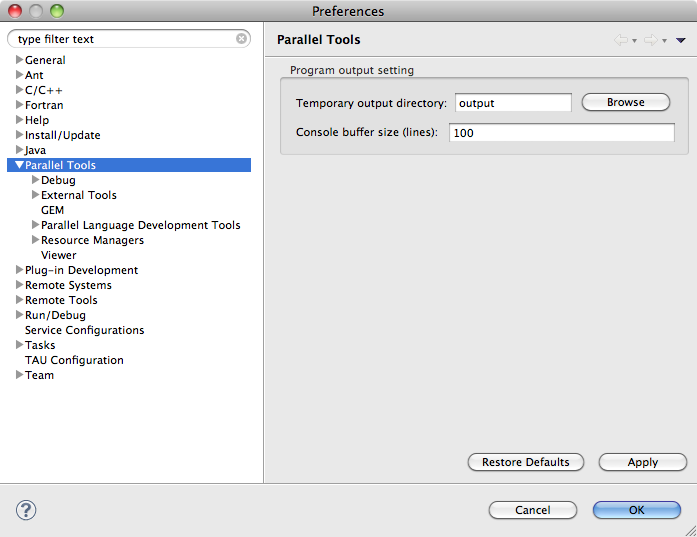 Preferences
type filter text
General
Ant
C/C++
Fortran
Help
Install/Update
Java
Parallel Tools
Debug
External Tools
GEM
Parallel Language Development Tools
Resource Managers
Viewer
Plug-in Development
Remote Systems
Remote Tools
Run/Debug
Service Configurations
Tasks
TAU Configuration
Team
Parallel Tools
Program output setting
Temporary output directory: output Browse
Console buffer size (lines): 100
Restore Defaults Apply
? Cancel OK